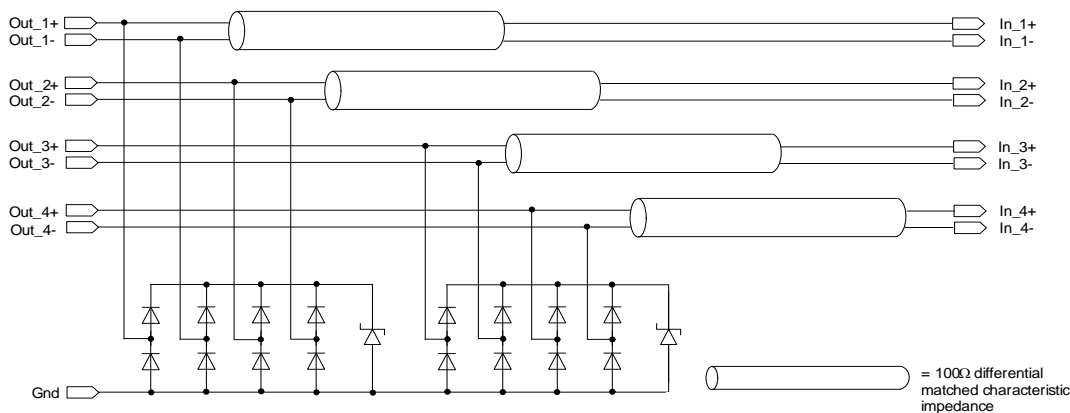 Out_1+
In_1+
Out_1-
In_1-
Out_2+
In_2+
Out_2-
In_2-
Out_3+
In_3+
Out_3-
In_3-
Out_4+
In_4+
Out_4-
In_4-
Gnd
= 100Ω differential
matched characteristic
impedance